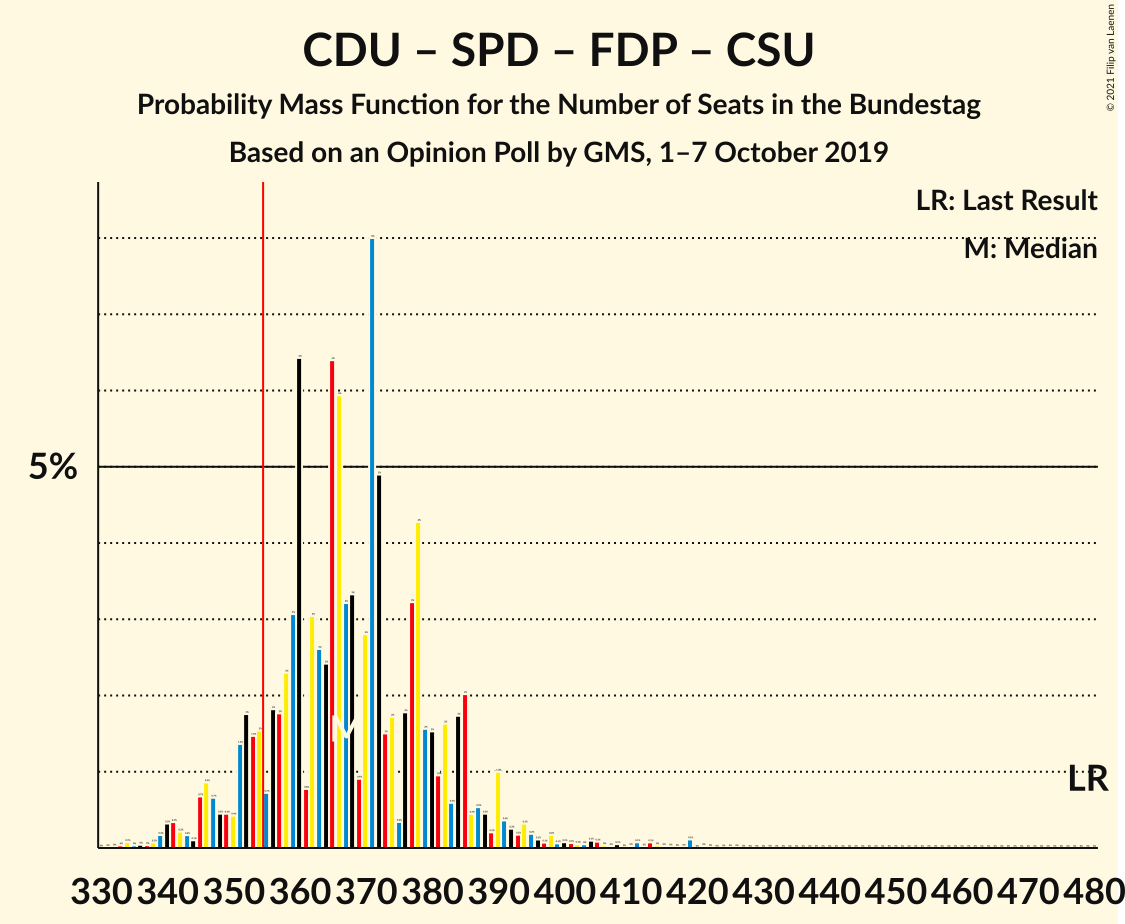 CDU – SPD – FDP – CSU
Probability Mass Function for the Number of Seats in the Bundestag
Based on an Opinion Poll by GMS, 1–7 October 2019
© 2021 Filip van Laenen
LR: Last Result
M: Median
5%
M
LR
330 340 350 360 370 380 390 400 410 420 430 440 450 460 470 480